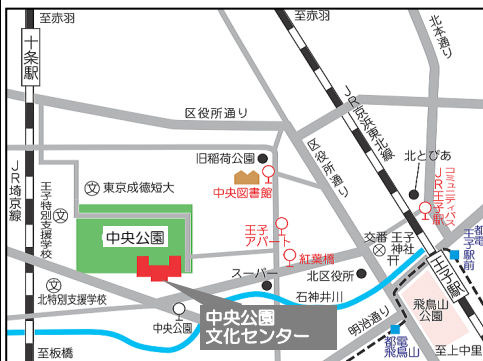 至赤羽
至赤羽
北本通り
十条駅
JR京浜東北線
区役所通り
区役所通り
旧稲荷公園
北とぴあ
JR埼京線
王子特別支援学校
文
東京成徳短大
中央図書館
コミュニティバス
JR王子駅
文
中央公園
王子
アパート
交番
王子
神社
都電
王子駅前
王子駅
紅葉橋
文
北特別支援学校
スーパー
北区役所
石神井川
飛鳥山
公園
中央公園
中央公園
文化センター
明治通り
都電
飛鳥山
至板橋
至上中里